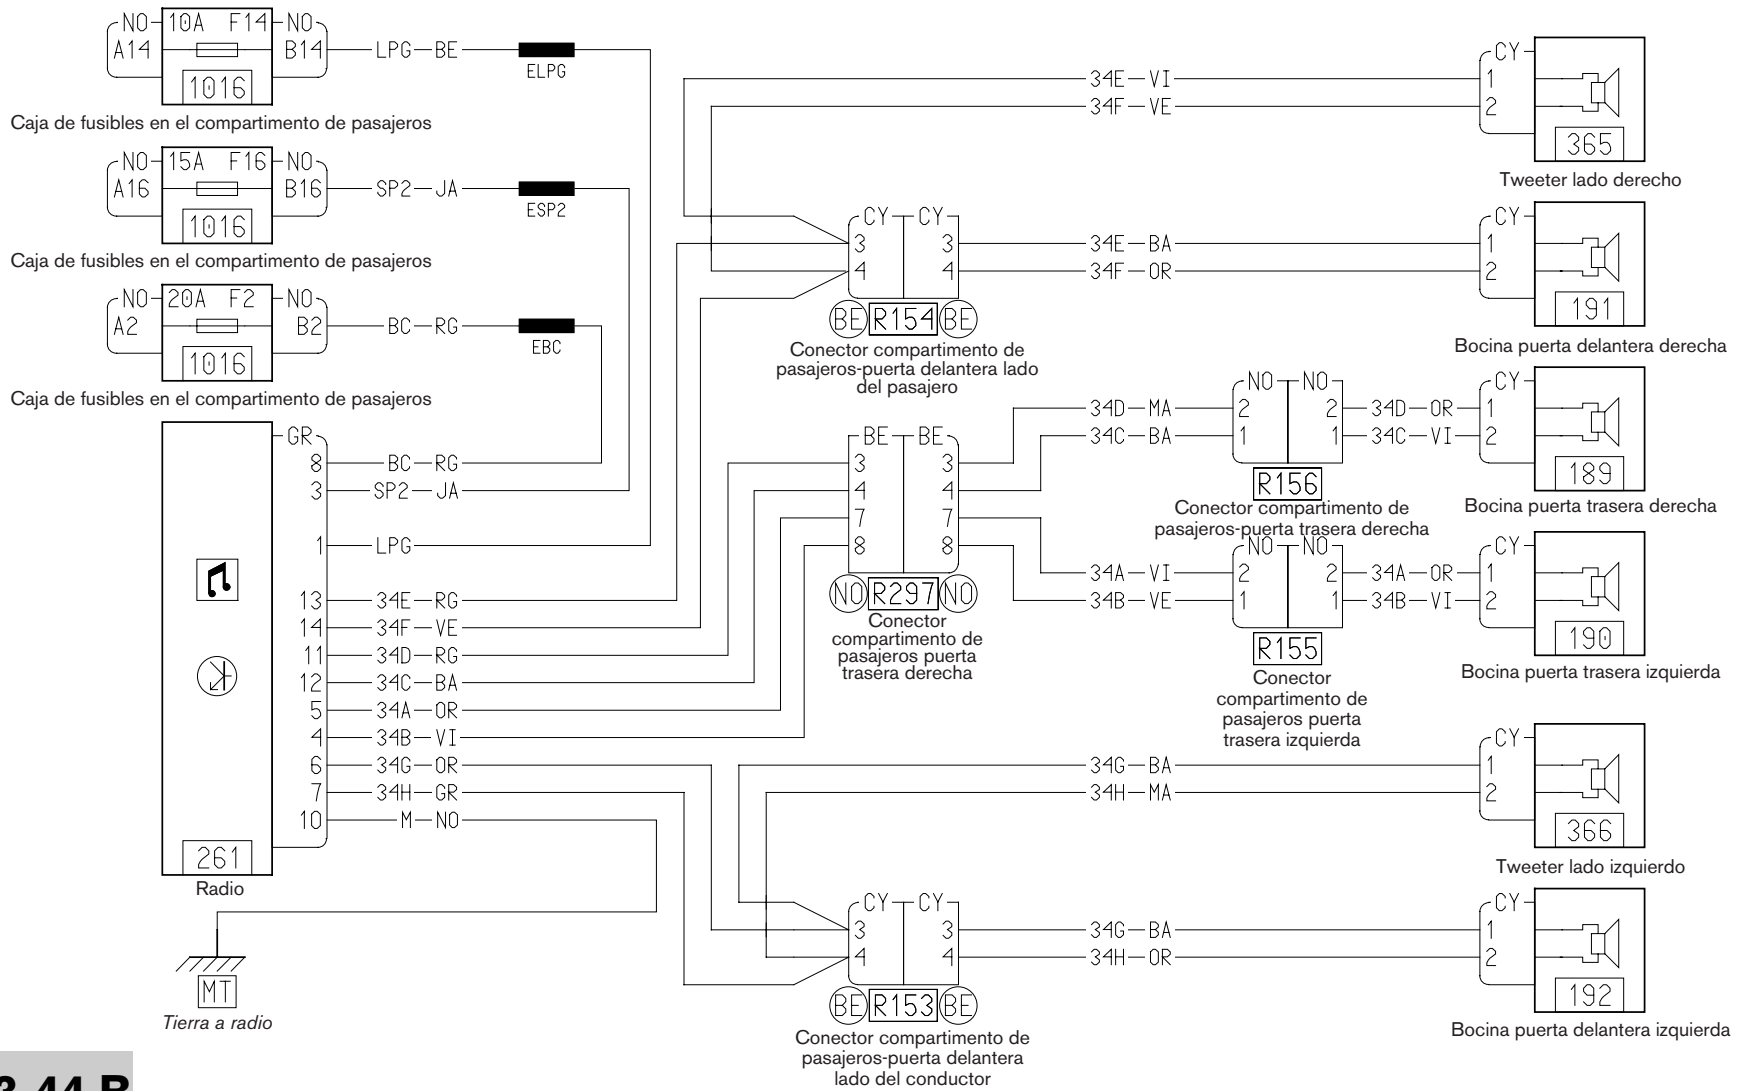 NO 10A F14 NO
A14 B14 LPG BE
ELPG
1016
Caja de fusibles en el compartimento de pasajeros
NO 15A F16 NO
A16 B16 SP2 JA
ESP2
1016
Caja de fusibles en el compartimento de pasajeros
NO 20A F2 NO
A2 B2 BC RG
EBC
1016
Caja de fusibles en el compartimento de pasajeros
GR
8 BC RG
3 SP2 JA
1 LPG
13 34E RG
14 34F VE
11 34D RG
12 34C BA
5 34A OR
4 34B VI
6 34G OR
7 34H GR
10 M NO
261
Radio
MT
Tierra a radio
CY CY
3 3
4 4
BE R154 BE
Conector compartimento de
pasajeros-puerta delantera lado
del pasajero
BE BE
3 3
4 4
7 7
8 8
NO R297 NO
Conector
compartimento de
pasajeros puerta
trasera derecha
CY CY
3 3
4 4
BE R153 BE
Conector compartimento de
pasajeros-puerta delantera
lado del conductor
34E VI
34F VE
CY
1
2
365
Tweeter lado derecho
34E BA
34F OR
CY
1
2
191
Bocina puerta delantera derecha
34D MA
34C BA
NO NO
2 2
1 1
R156
Conector compartimento de
pasajeros-puerta trasera derecha
34D OR
34C VI
CY
1
2
189
Bocina puerta trasera derecha
34A VI
34B VE
NO NO
2 2
1 1
R155
Conector
compartimento de
pasajeros puerta
trasera izquierda
34A OR
34B VI
CY
1
2
190
Bocina puerta trasera izquierda
34G BA
34H MA
CY
1
2
366
Tweeter lado izquierdo
34G BA
34H OR
CY
1
2
192
Bocina puerta delantera izquierda